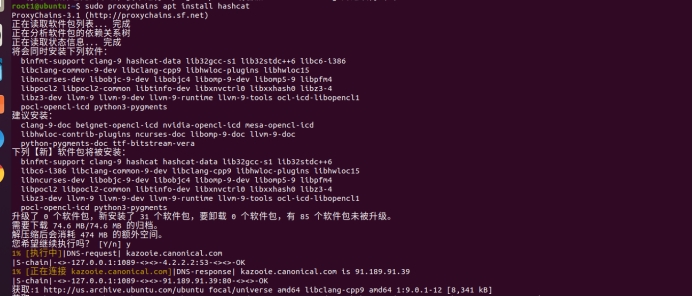 root1@ubuntu:~$ sudo proxychains apt install hashcat
ProxyChains-3.1 (http://proxychains.sf.net)
正在读取软件包列表... 完成
正在分析软件包的依赖关系树
正在读取状态信息... 完成
将会同时安装下列软件：
binfmt-support clang-9 hashcat-data lib32gcc-s1 lib32stdc++6 libc6-i386
libclang-common-9-dev libclang-cpp9 libhwloc-plugins libhwloc15
libncurses-dev libobjc-9-dev libobjc4 libomp-9-dev libomp5-9 libpfm4
libpocl2 libpocl2-common libtinfo-dev libxnvctrl0 libxxhash0 libz3-4
libz3-dev llvm-9 llvm-9-dev llvm-9-runtime llvm-9-tools ocl-icd-libopencl1
pocl-opencl-icd python3-pygments
建议安装：
clang-9-doc beignet-opencl-icd nvidia-opencl-icd mesa-opencl-icd
libhwloc-contrib-plugins ncurses-doc libomp-9-doc llvm-9-doc
python-pygments-doc ttf-bitstream-vera
下列【新】软件包将被安装：
binfmt-support clang-9 hashcat hashcat-data lib32gcc-s1 lib32stdc++6
libc6-i386 libclang-common-9-dev libclang-cpp9 libhwloc-plugins libhwloc15
libncurses-dev libobjc-9-dev libobjc4 libomp-9-dev libomp5-9 libpfm4
libpocl2 libpocl2-common libtinfo-dev libxnvctrl0 libxxhash0 libz3-4
libz3-dev llvm-9 llvm-9-dev llvm-9-runtime llvm-9-tools ocl-icd-libopencl1
pocl-opencl-icd python3-pygments
升级了 0 个软件包，新安装了 31 个软件包，要卸载 0 个软件包，有 85 个软件包未被升级。
需要下载 74.6 MB/74.6 MB 的归档。
解压缩后会消耗 474 MB 的额外空间。
您希望继续执行吗？ [Y/n] y
1% [执行中]|DNS-request| kazooie.canonical.com
|S-chain|-<>-127.0.0.1:1089-<><>-4.2.2.2:53-<><>-OK
1% [正在连接 kazooie.canonical.com]|DNS-response| kazooie.canonical.com is 91.189.91.39
|S-chain|-<>-127.0.0.1:1089-<><>-91.189.91.39:80-<><>-OK
获取:1 http://us.archive.ubuntu.com/ubuntu focal/universe amd64 libclang-cpp9 amd64 1:9.0.1-12 [8,341 kB]